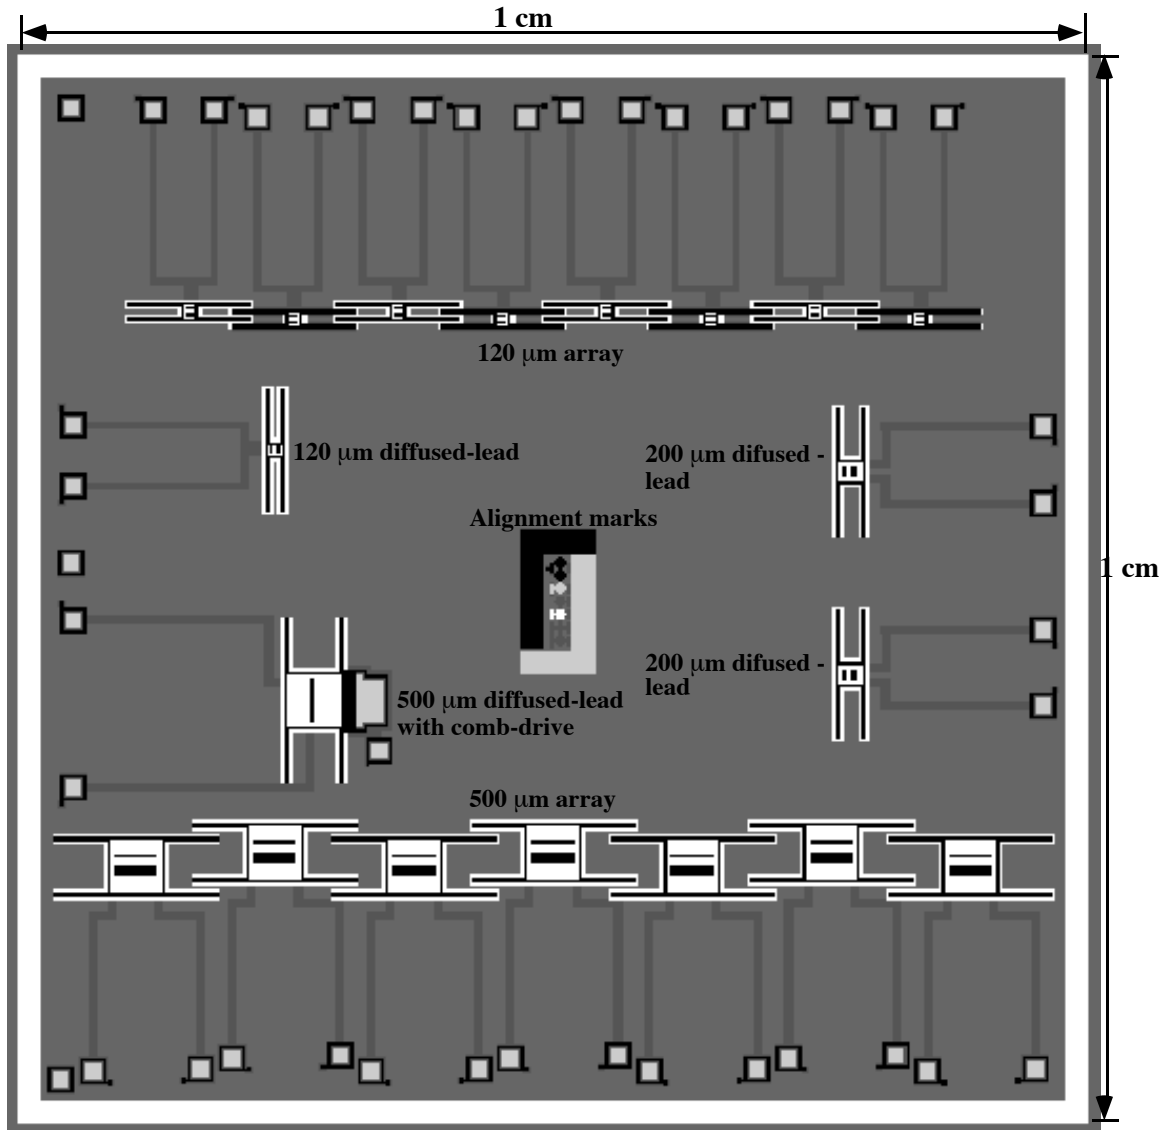 1 cm
120 μm array
120 μm diffused-lead
200 μm difused -
lead
Alignment marks
1 cm
200 μm difused -
lead
500 μm diffused-lead
with comb-drive
500 μm array